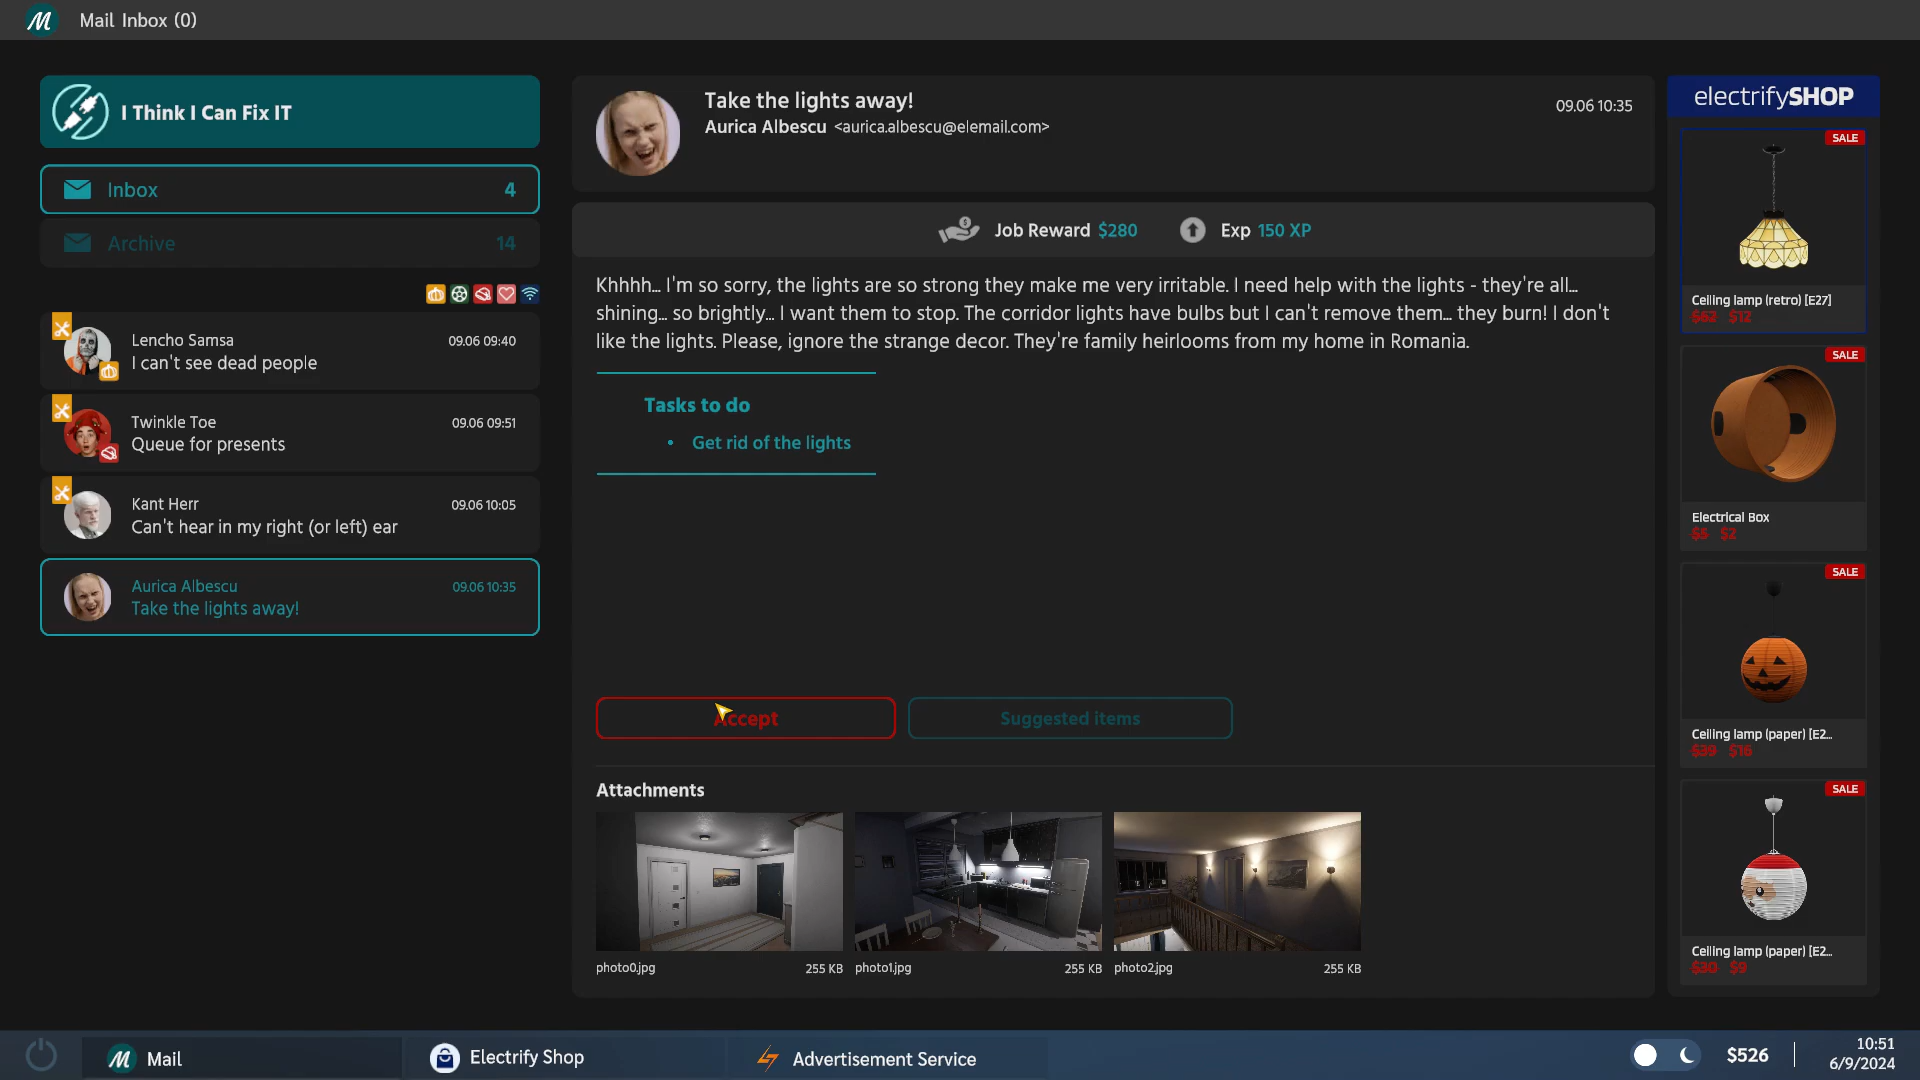 Mail Inbox (0)
I Think I Can Fix IT
Inbox 4
Archive 14
Lencho Samsa 09.06 09:40
I can't see dead people
Twinkle Toe 09.06 09:51
Queue for presents
Kant Herr 09.06 10:05
Can't hear in my right (or left) ear
Aurica Albescu 09.06 10:35
Take the lights away!
Take the lights away! 09.06 10:35
Aurica Albescu <aurica.albescu@elemail.com>
Job Reward $280 Exp 150 XP
Khhhh... I'm so sorry, the lights are so strong they make me very irritable. I need help with the lights - they're all...
shining... so brightly... I want them to stop. The corridor lights have bulbs but I can't remove them... they burn! I don't
like the lights. Please, ignore the strange decor. They're family heirlooms from my home in Romania.
Tasks to do
• Get rid of the lights
Accept Suggested items
Attachments
photo0.jpg 255 KB photo1.jpg 255 KB photo2.jpg 255 KB
electrifySHOP
SALE
Ceiling lamp (retro) [E27]
$62 $12
SALE
Electrical Box
$5 $2
SALE
Ceiling lamp (paper) [E2...
$39 $16
SALE
Ceiling lamp (paper) [E2...
$30 $9
Mail Electrify Shop Advertisement Service $526 10:51
6/9/2024